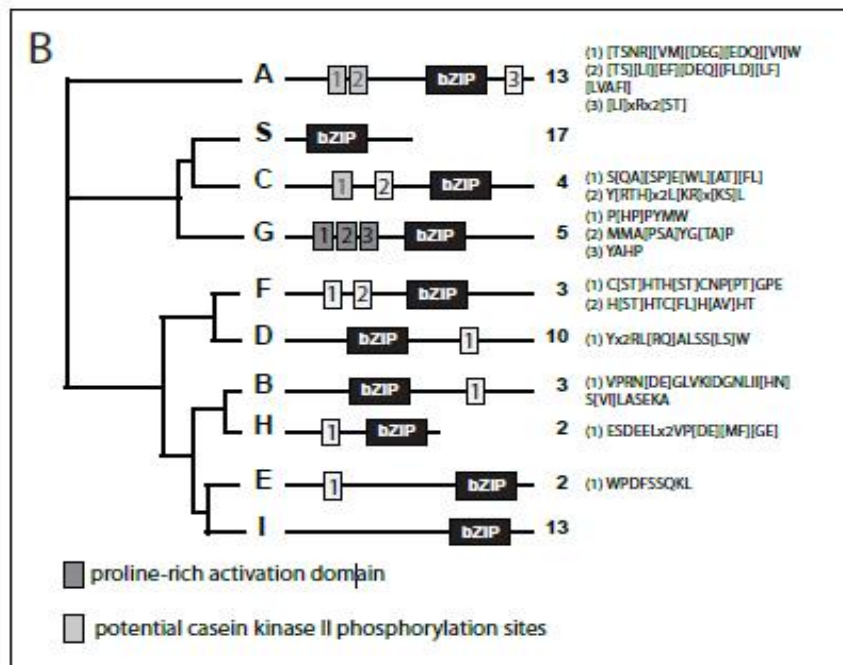 B
A 1 2 bZIP 3 13 (1) [TSNR][VM][DEG][EDQ][VI]W
(2) [TS][LI][EF][DEQ][FLD][LF]
[LVAFI]
(3) [LI]xRx2[ST]
S bZIP 17
C 1 2 bZIP 4 (1) S[QA][SP]E[WL][AT][FL]
(2) Y[RTH]x2L[KR]x[KS]L
G 1 2 3 bZIP 5 (1) P[HP]PYMW
(2) MMA[PSA]YG[TA]P
(3) YAHP
F 1 2 bZIP 3 (1) C[ST]HTH[ST]CNP[PT]GPE
(2) H[ST]HTC[FL]H[AV]HT
D bZIP 1 10 (1) Yx2RL[RQ]ALSS[LS]W
B bZIP 1 3 (1) VPRN[DE]GLVKIDGNLII[HN]
S[VI]LASEKA
H 1 bZIP 2 (1) ESDEELx2VP[DE][MF][GE]
E 1 bZIP 2 (1) WPDFSSQKL
I bZIP 13
proline-rich activation domain
potential casein kinase II phosphorylation sites